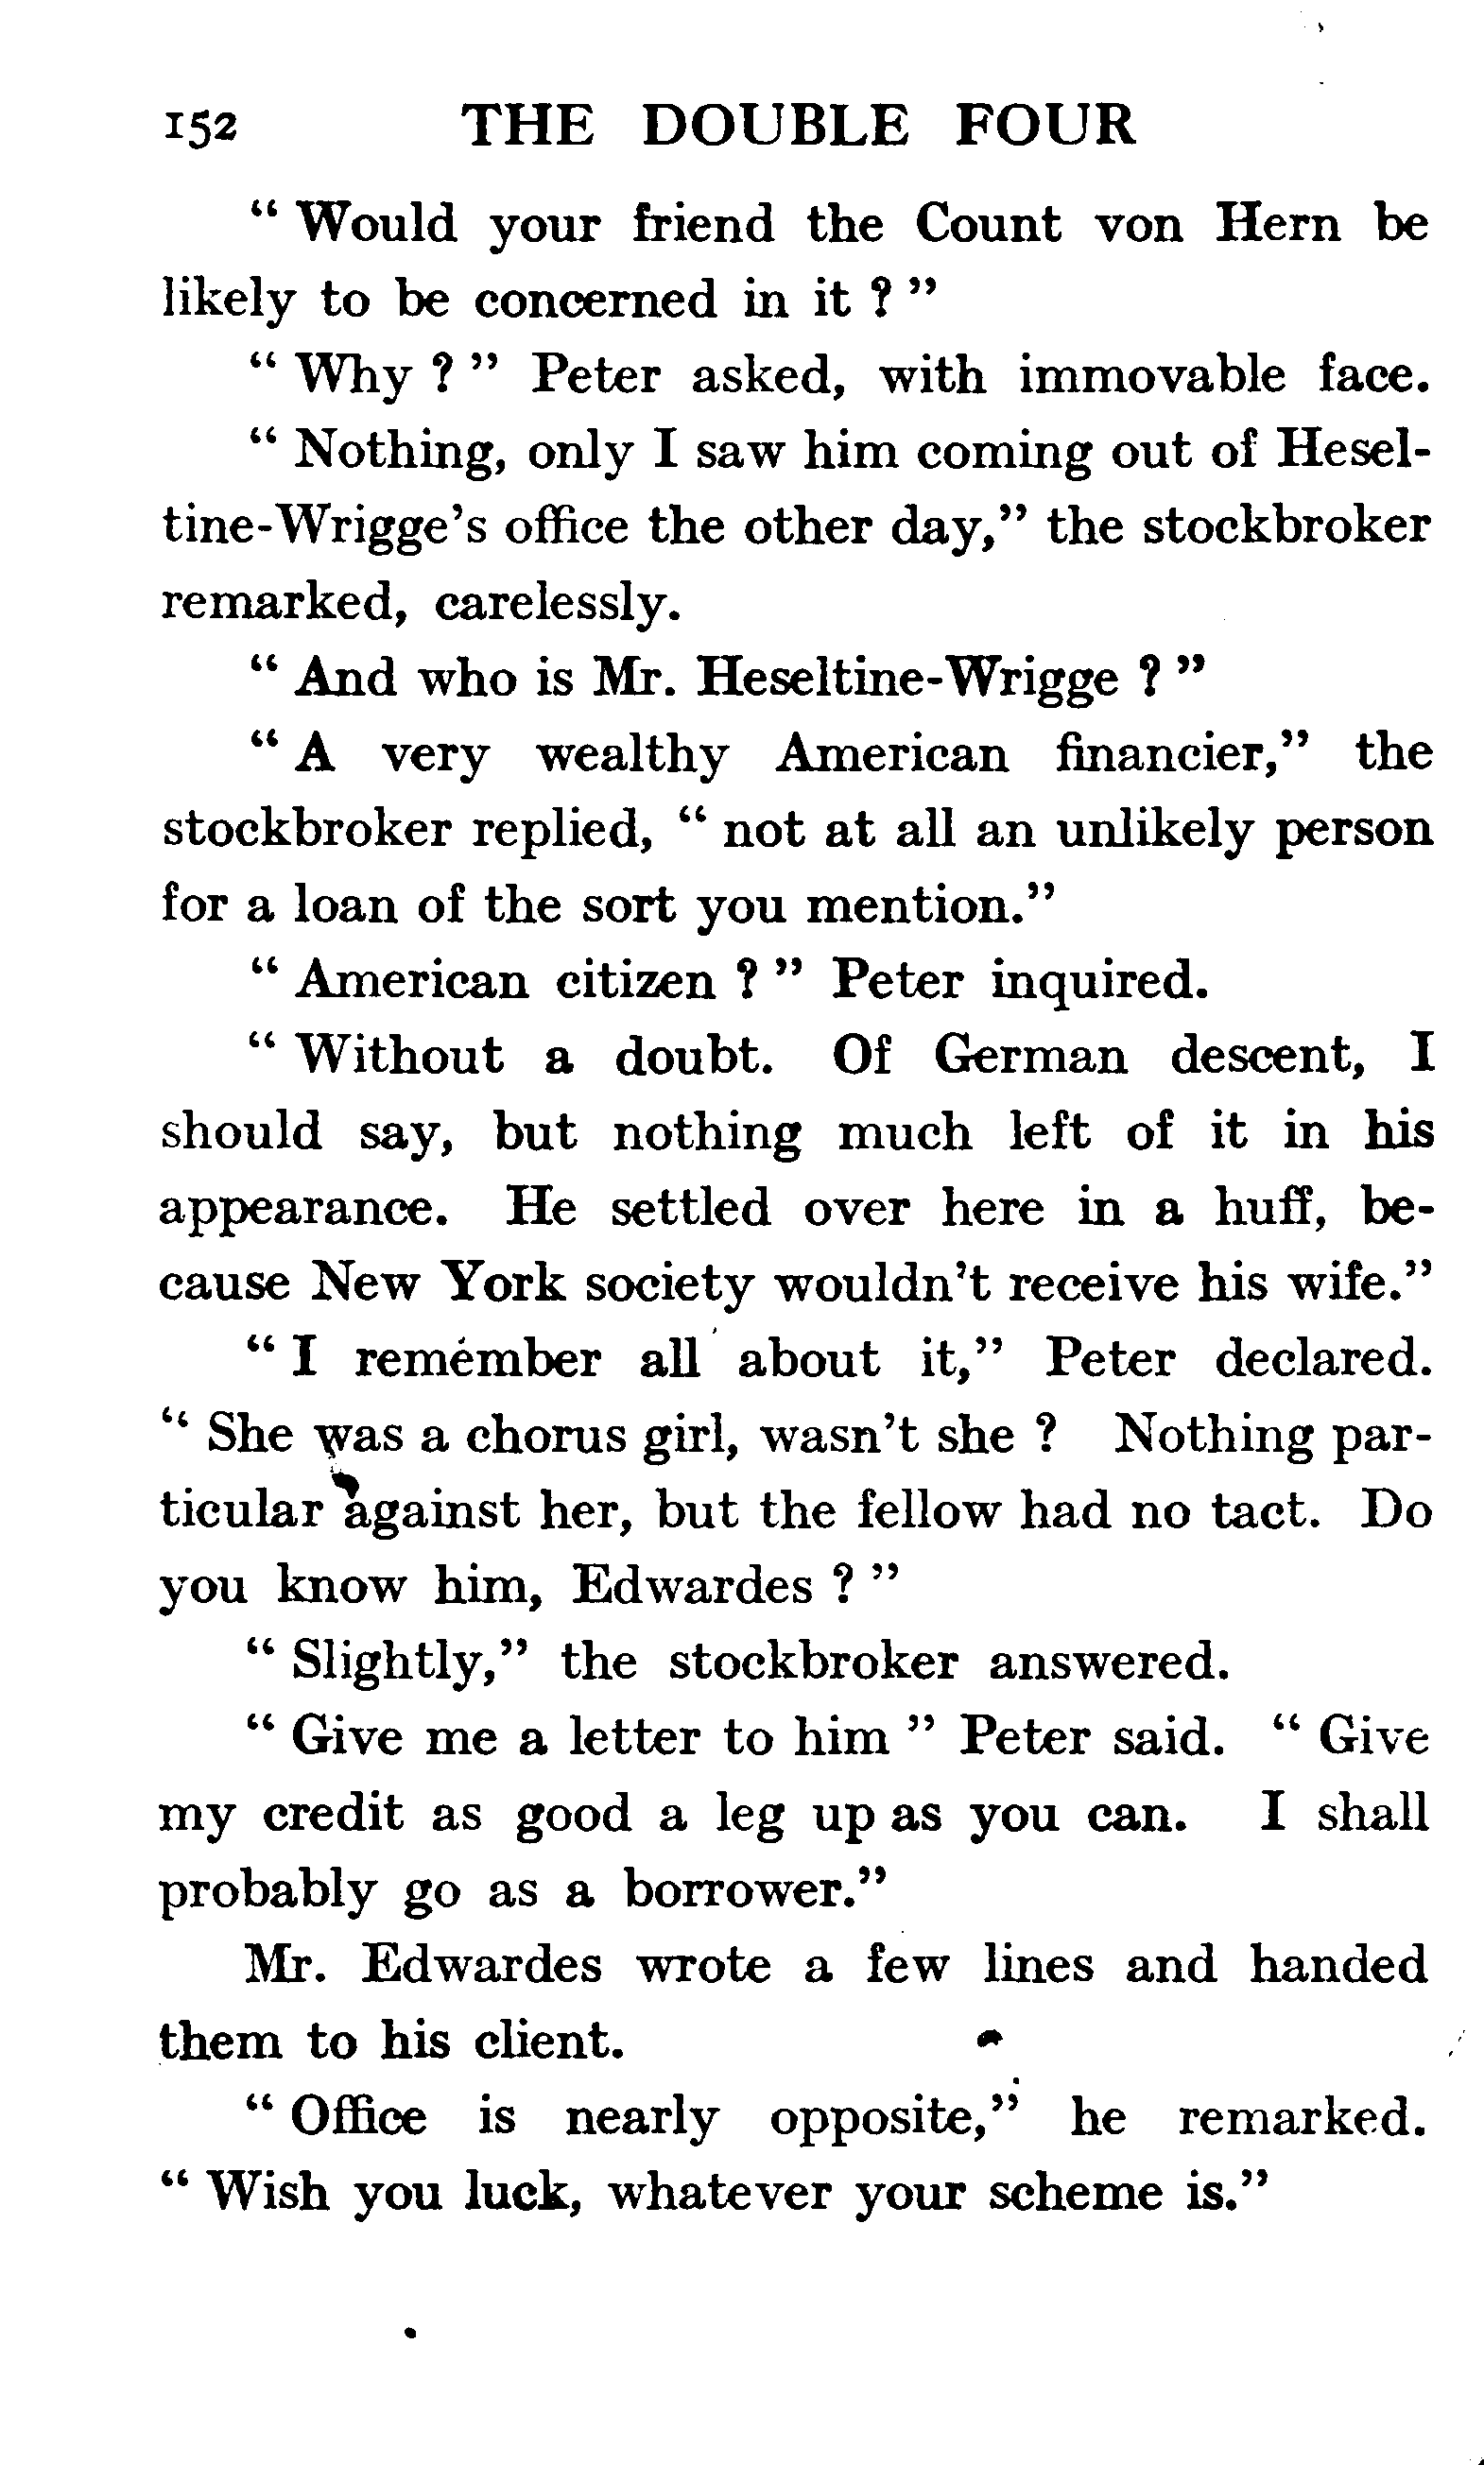 152 THE DOUBLE FOUR
“ Would your friend the Count von Hern be
likely to be concerned in it ? ”
“ Why ? ” Peter asked, with immovable face.
“ Nothing, only I saw him coming out of Hesel-
tine-Wrigge’s office the other day,” the stockbroker
remarked, carelessly.
“ And who is Mr. Heseltine-Wrigge ? ”
“ A very wealthy American financier,” the
stockbroker replied, “ not at all an unlikely person
for a loan of the sort you mention.”
“ American citizen ? ” Peter inquired.
“ Without a doubt. Of German descent, I
should say, but nothing much left of it in his
appearance. He settled over here in a huff, be-
cause New York society wouldn’t receive his wife.”
“ I remember all about it,” Peter declared.
“ She was a chorus girl, wasn’t she ? Nothing par-
ticular against her, but the fellow had no tact. Do
you know him, Edwardes ? ”
“ Slightly,” the stockbroker answered.
“ Give me a letter to him ” Peter said. “ Give
my credit as good a leg up as you can. I shall
probably go as a borrower.”
Mr. Edwardes wrote a few lines and handed
them to his client.
“ Office is nearly opposite,” he remarked.
“ Wish you luck, whatever your scheme is.”